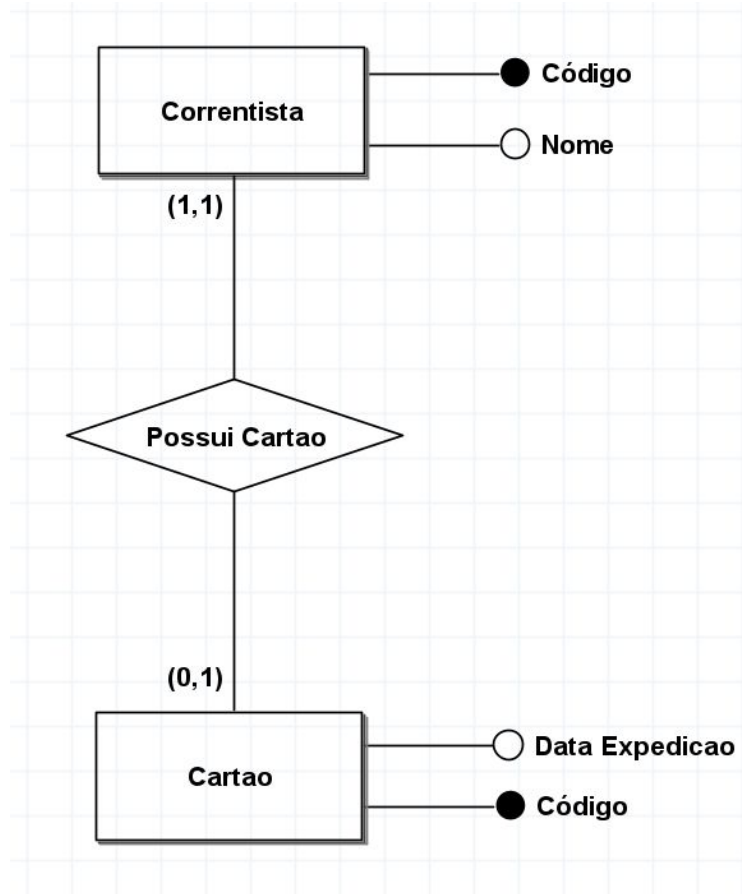 Código
Correntista
Nome
(1,1)
Possui Cartao
(0,1)
Data Expedicao
Cartao
Código